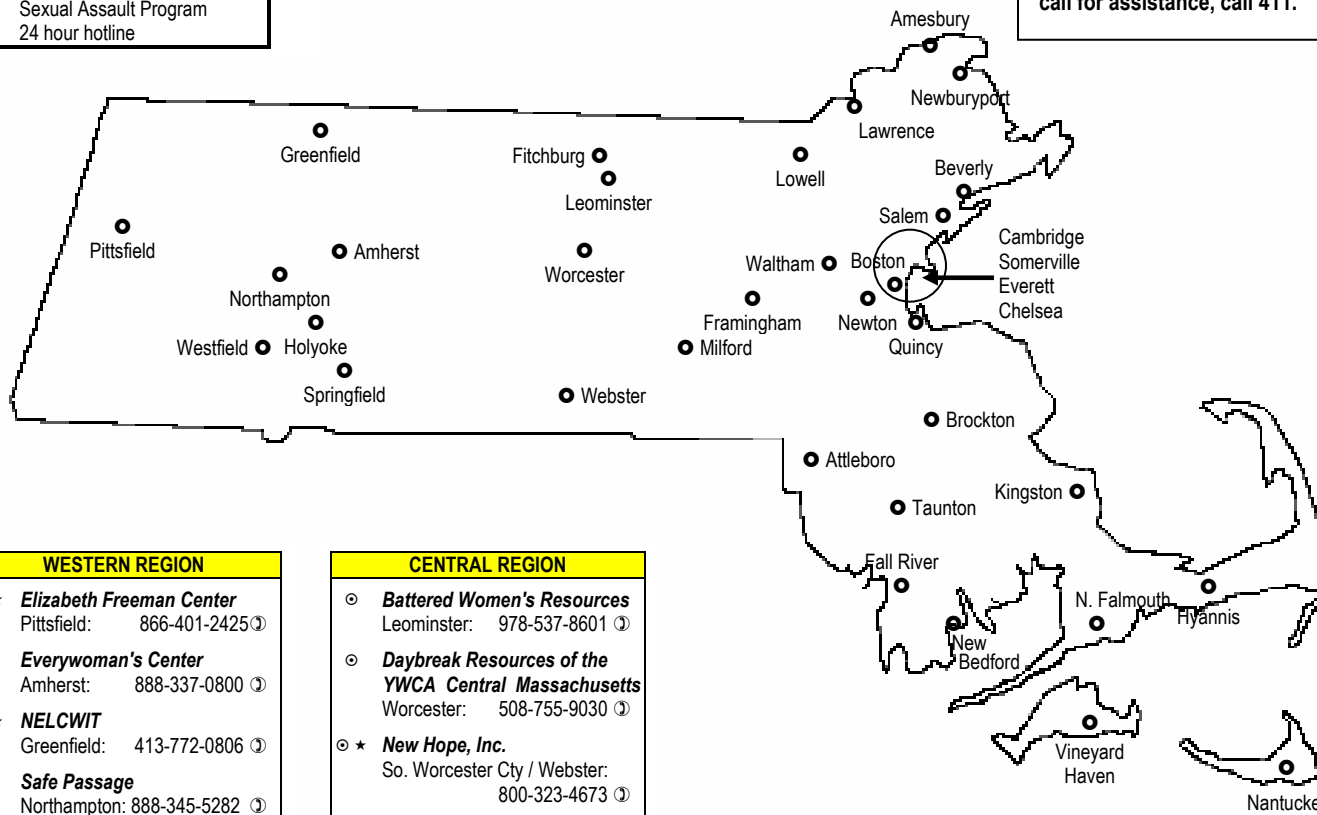 Sexual Assault Program
24 hour hotline
call for assistance, call 411.
Amesbury
Newburyport
Lawrence
Greenfield
Fitchburg
Lowell
Leominster
Beverly
Salem
Pittsfield
Amherst
Worcester
Waltham
Boston
Cambridge
Somerville
Everett
Chelsea
Northampton
Framingham
Newton
Quincy
Westfield
Holyoke
Milford
Springfield
Webster
Brockton
Attleboro
Kingston
Taunton
Fall River
N. Falmouth
Hyannis
New
Bedford
Vineyard
Haven
Nantucke
WESTERN REGION
Elizabeth Freeman Center
Pittsfield: 866-401-2425
Everywoman's Center
Amherst: 888-337-0800
NELCWIT
Greenfield: 413-772-0806
Safe Passage
Northampton: 888-345-5282
CENTRAL REGION
Battered Women's Resources
Leominster: 978-537-8601
Daybreak Resources of the
YWCA Central Massachusetts
Worcester: 508-755-9030
New Hope, Inc.
So. Worcester Cty / Webster:
800-323-4673